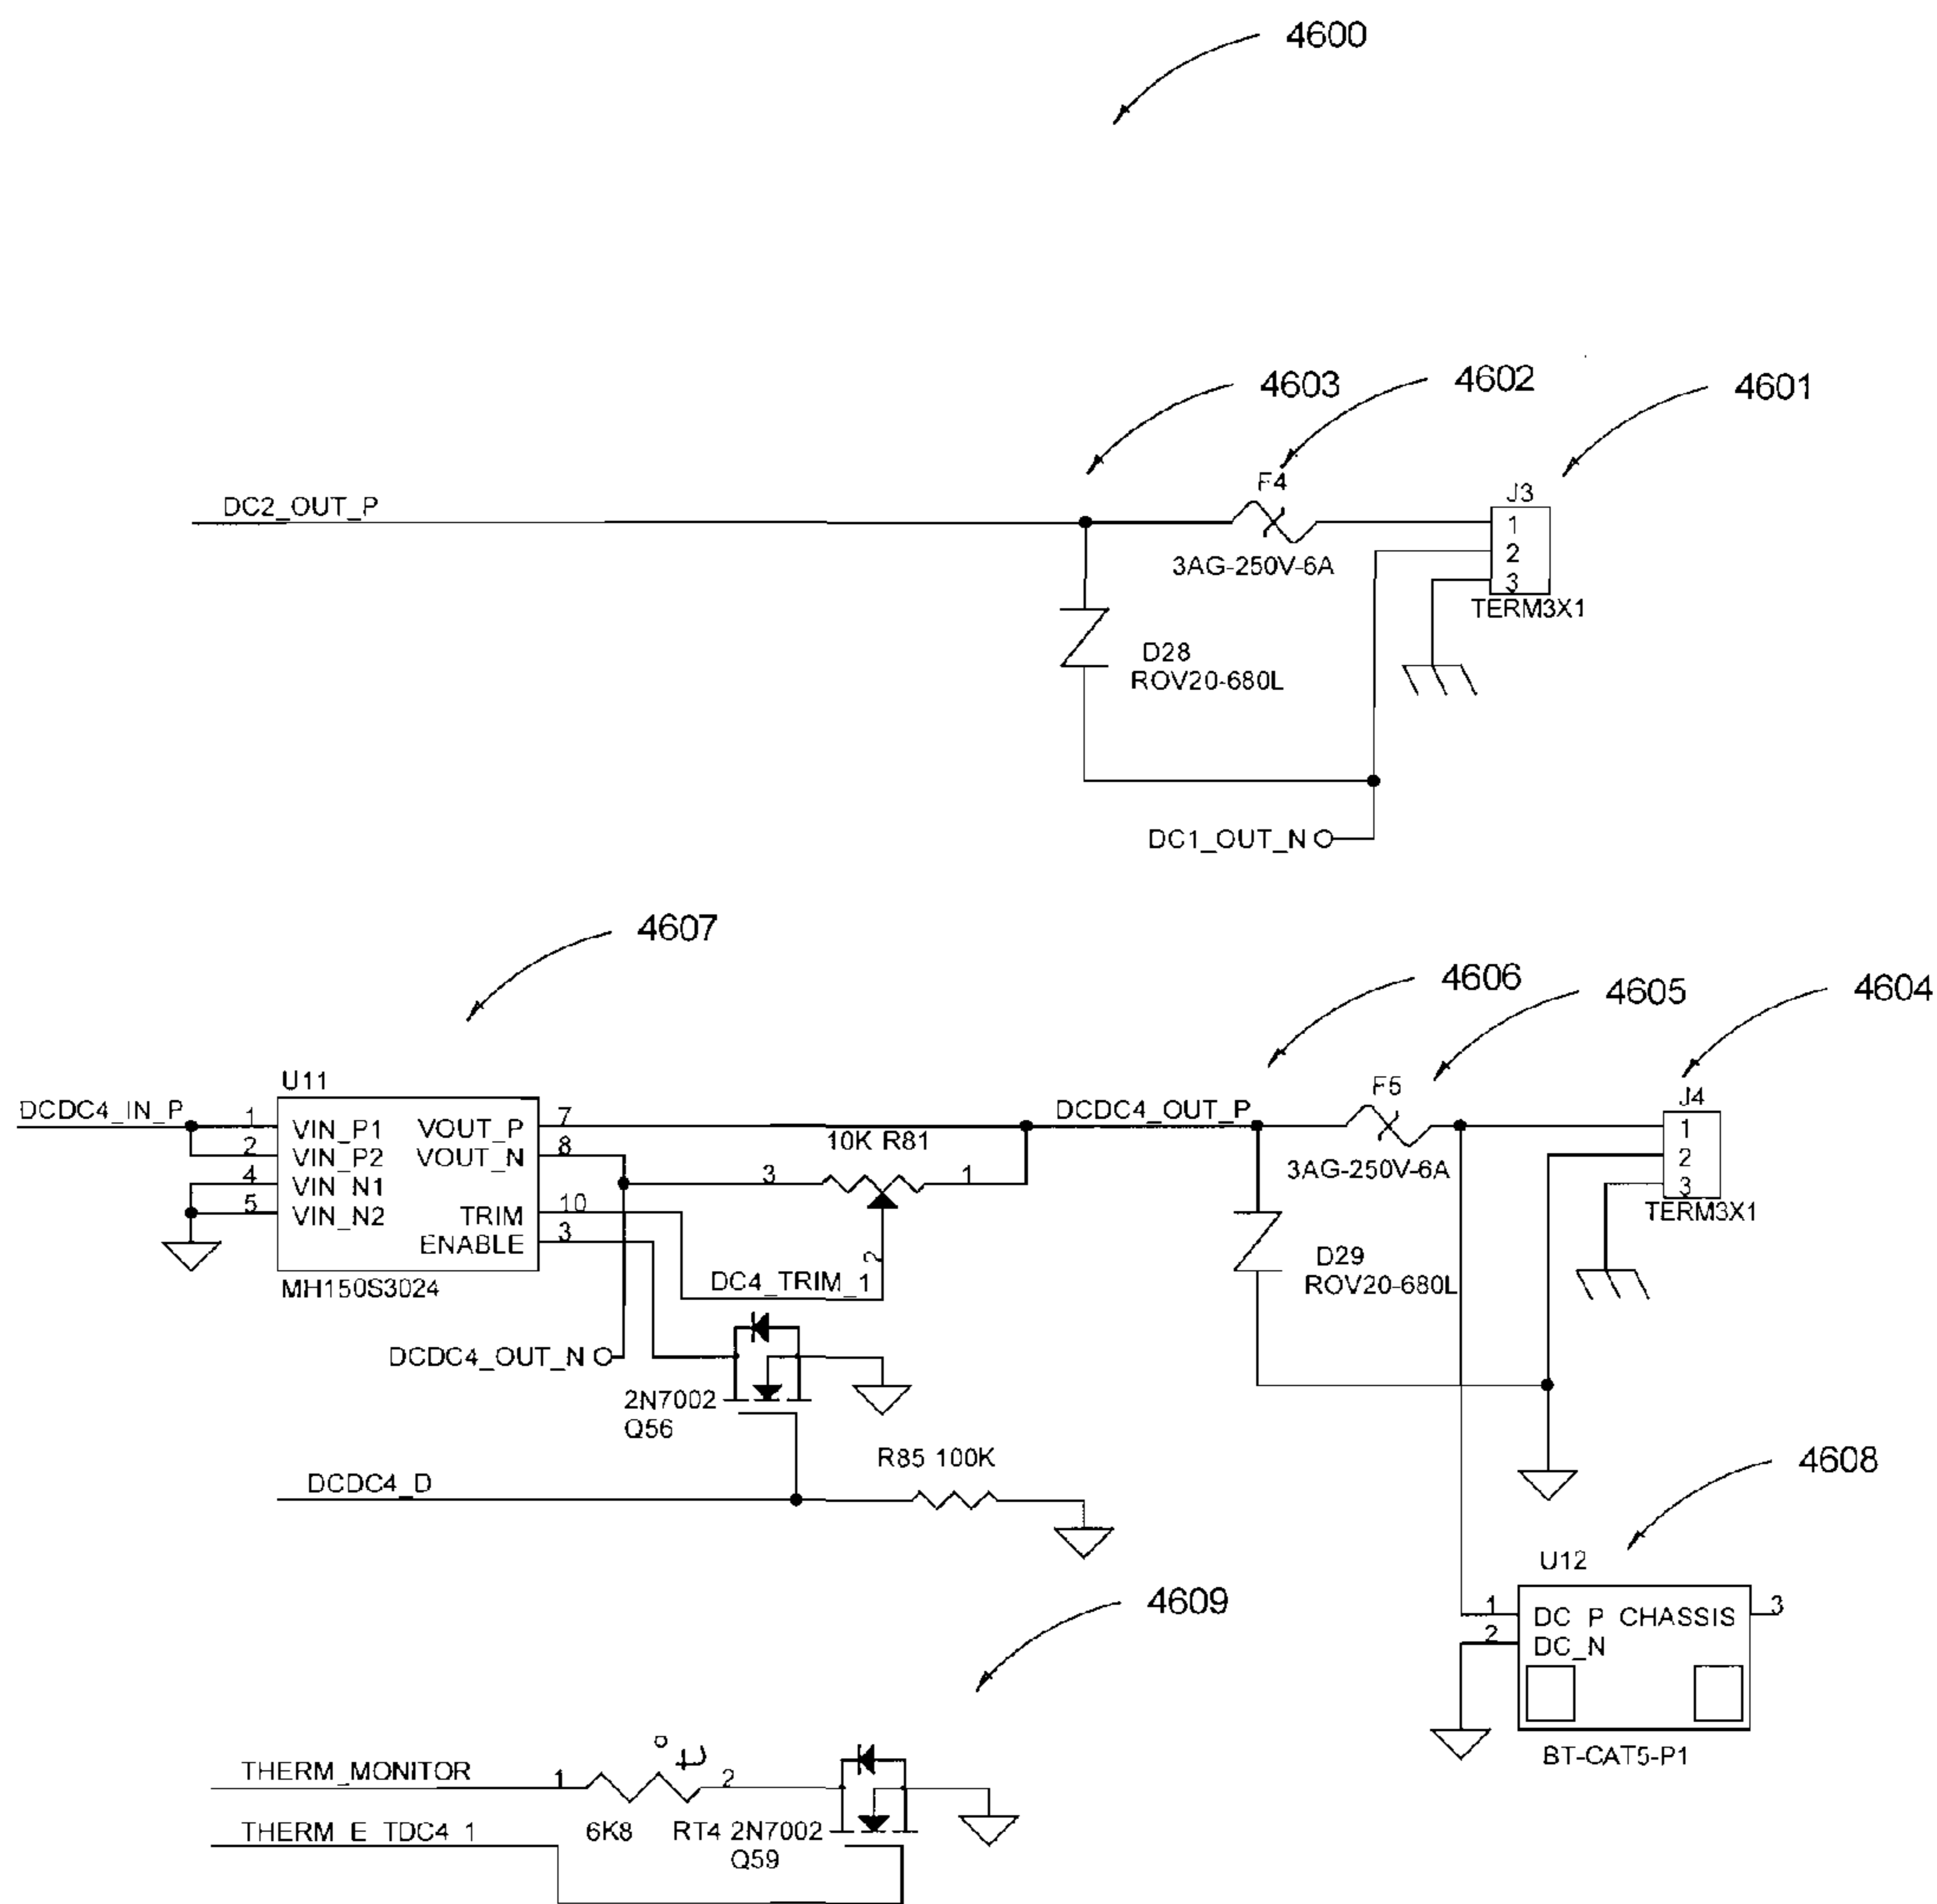 4600
4603
4602
4601
F4
J3
DC2_OUT_P
1
2
3
3AG-250V-6A
TERM3X1
D28
ROV20-680L
DC1_OUT_N
4607
4606
4605
4604
U11
F5
J4
DCDC4_IN_P
1
2
4
5
VIN_P1
VIN_P2
VIN_N1
VIN_N2
VOUT_P
VOUT_N
TRIM
ENABLE
7
8
10
3
MH150S3024
10K R81
3
1
2
DC4_TRIM_1
DCDC4_OUT_P
3AG-250V-6A
1
2
3
TERM3X1
D29
ROV20-680L
DCDC4_OUT_N
2N7002
Q56
R85 100K
DCDC4_D
4608
U12
1
2
DC_P CHASSIS
DC_N
3
BT-CAT5-P1
4609
THERM_MONITOR
1
2
°t
6K8
RT4 2N7002
Q59
THERM_E_TDC4_1